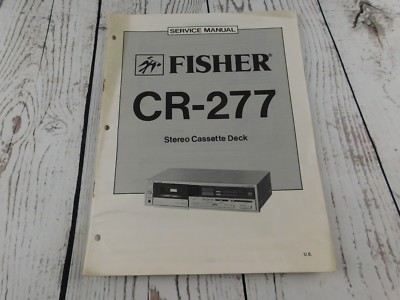 SERVICE MANUAL
FISHER
CR-277
Stereo Cassette Deck
U.S.